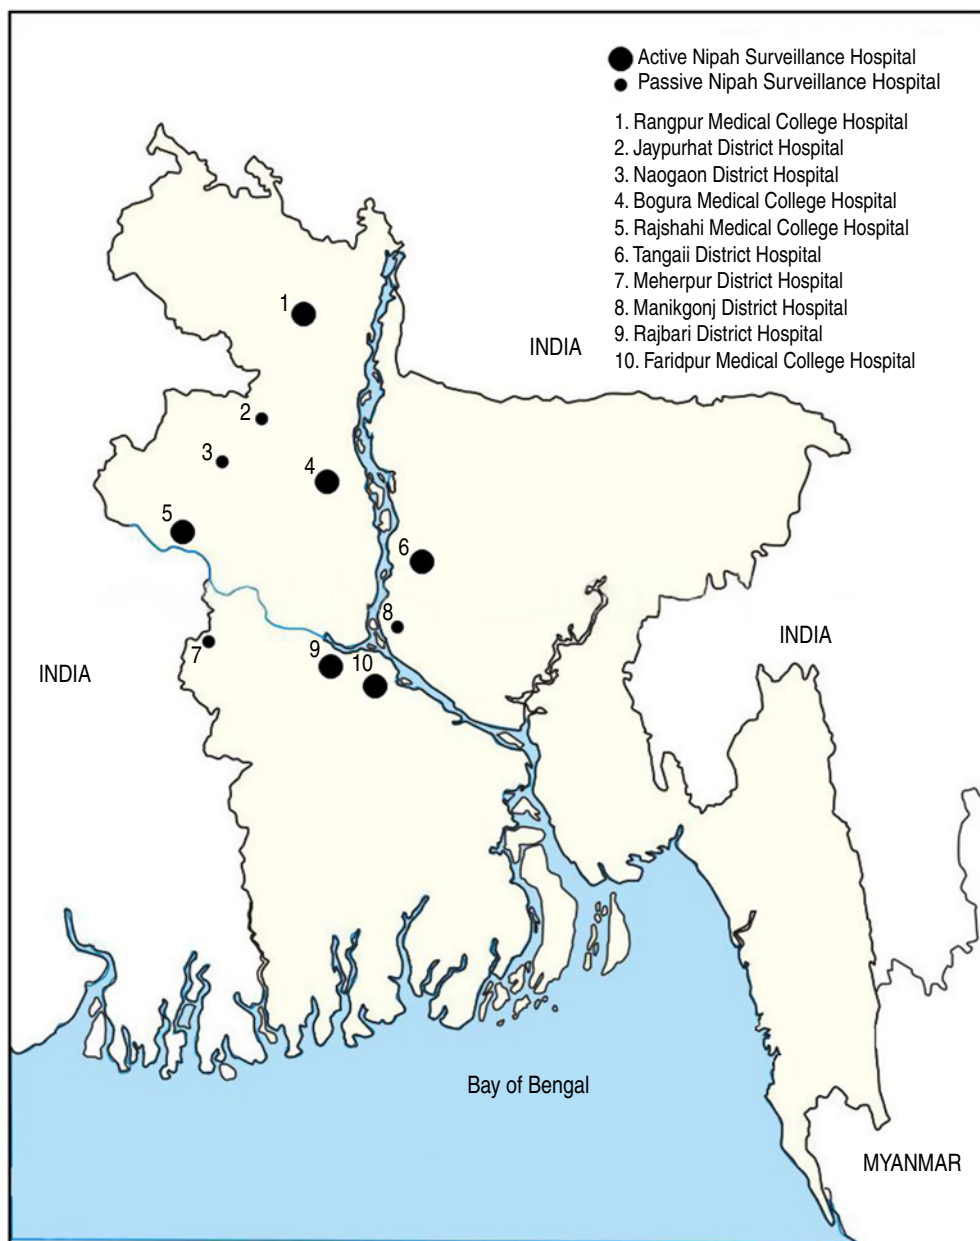 Active Nipah Surveillance Hospital
Passive Nipah Surveillance Hospital
1. Rangpur Medical College Hospital
2. Jaypurhat District Hospital
3. Naogaon District Hospital
4. Bogura Medical College Hospital
5. Rajshahi Medical College Hospital
6. Tangaii District Hospital
7. Meherpur District Hospital
8. Manikgonj District Hospital
9. Rajbari District Hospital
10. Faridpur Medical College Hospital
1
INDIA
2
3
4
5
6
8
INDIA
7
9
10
INDIA
Bay of Bengal
MYANMAR